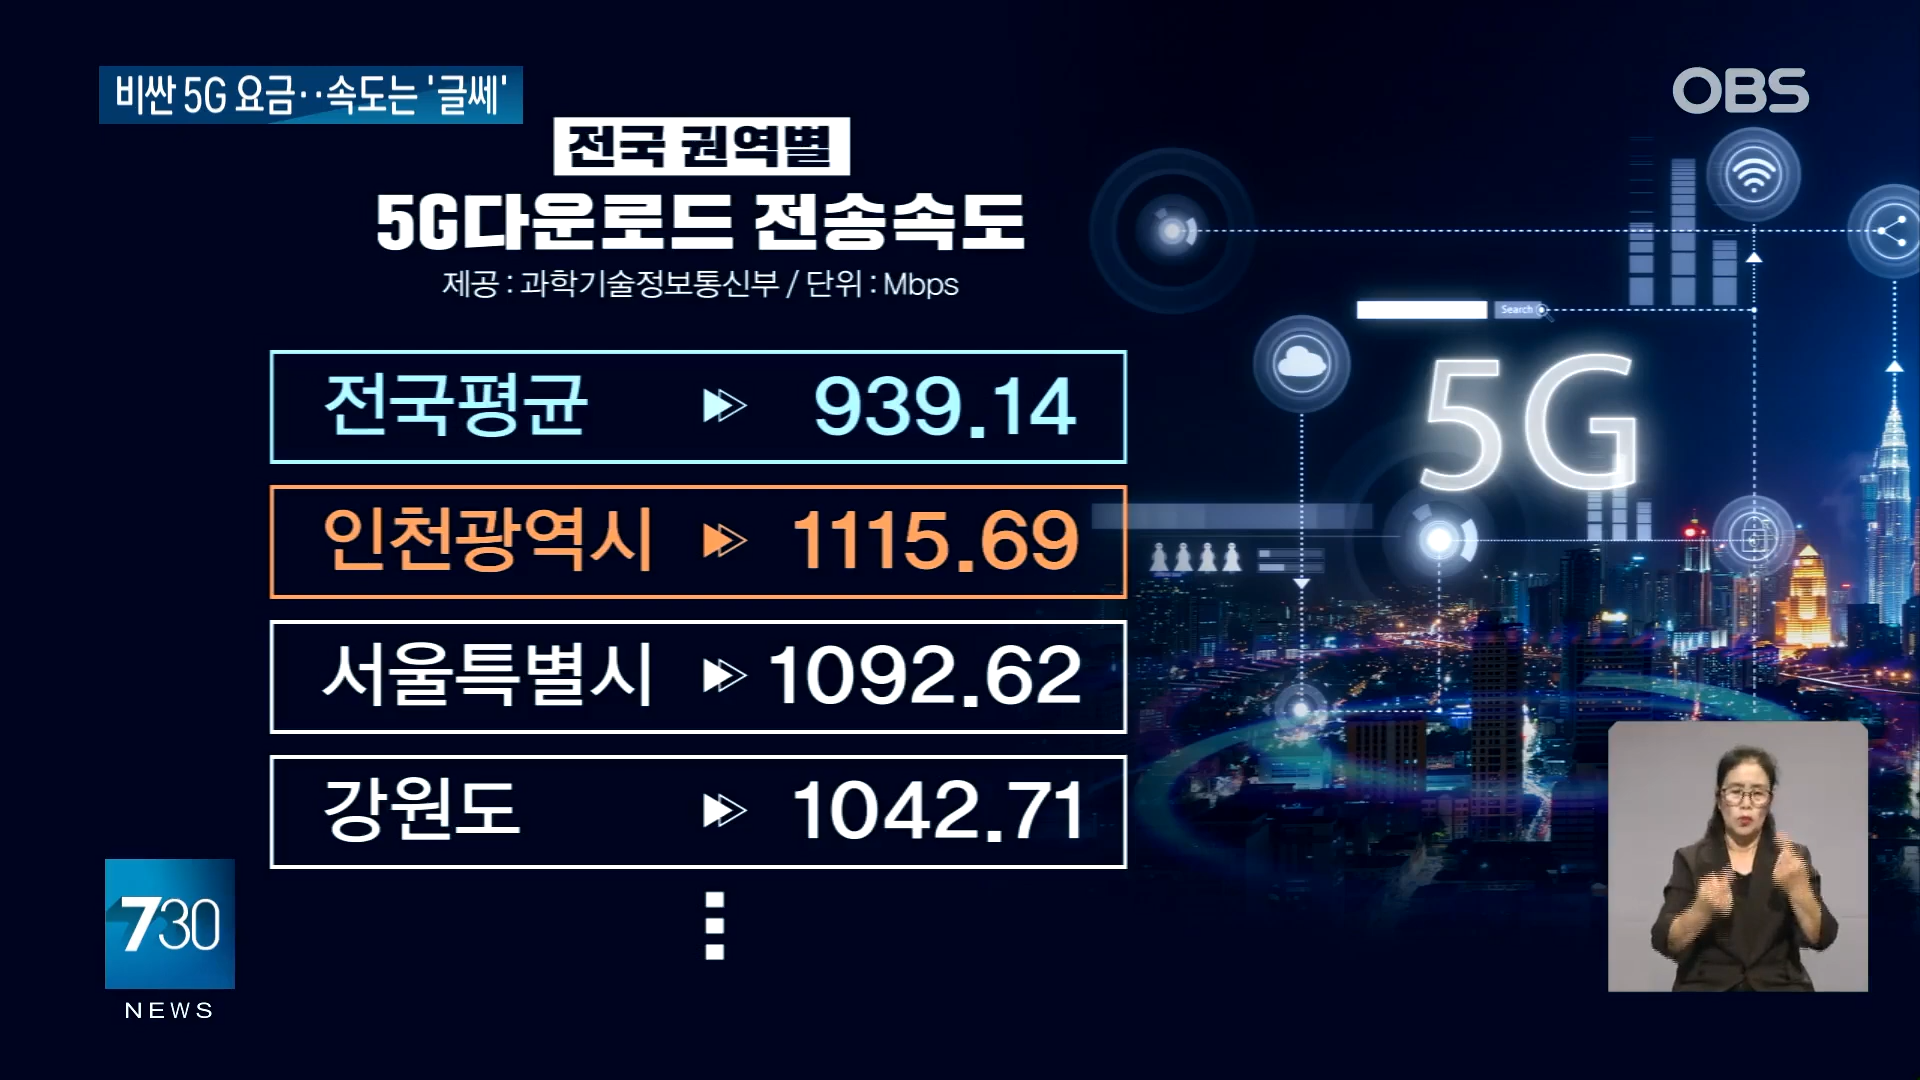 비싼 5G 요금··속도는 '글쎄'
OBS
전국 권역별
5G다운로드 전송속도
제공 : 과학기술정보통신부 / 단위 : Mbps
전국평균 939.14
인천광역시 1115.69
서울특별시 1092.62
강원도 1042.71
Search
5G
730
NEWS